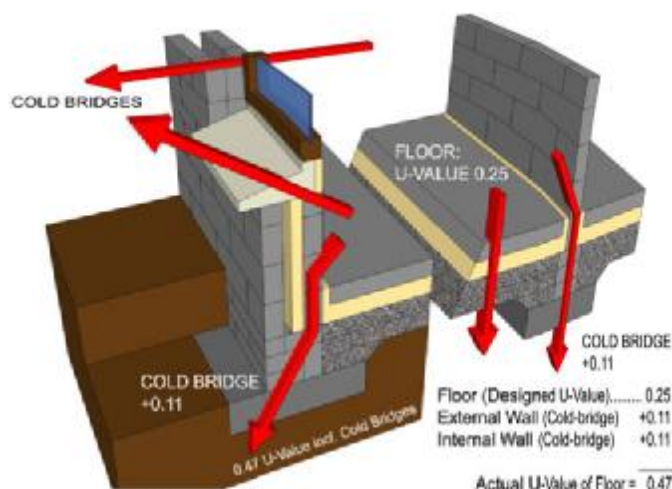 COLD BRIDGES
FLOOR:
U-VALUE 0.25
COLD BRIDGE
+0.11
0.47 U-Value incl. Cold Bridges
COLD BRIDGE
+0.11
Floor (Designed U-Value)....... 0.25
External Wall (Cold-bridge) +0.11
Internal Wall (Cold-bridge) +0.11
Actual U-Value of Floor = 0.47